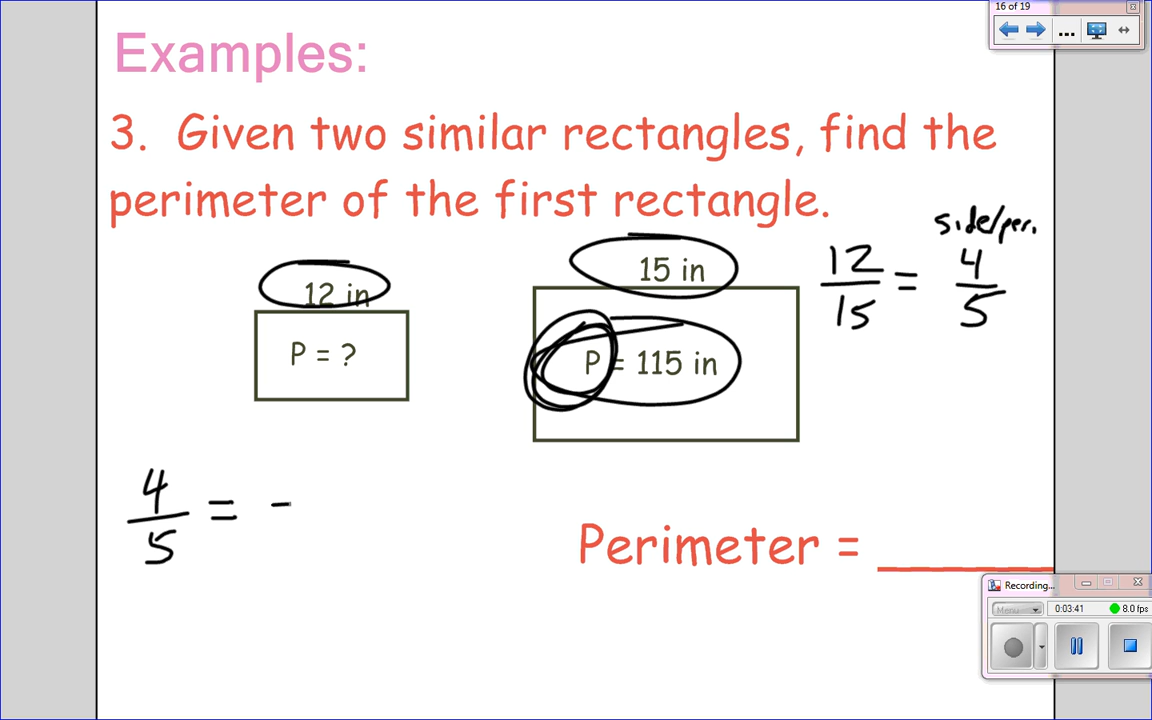 16 of 19
Examples:
3. Given two similar rectangles, find the
perimeter of the first rectangle.
side/per.
12 in
15 in
12/15 = 4/5
P = ?
P = 115 in
4/5 = -
Perimeter = ______
Recording...
Menu
0:03:41
8.0 fps